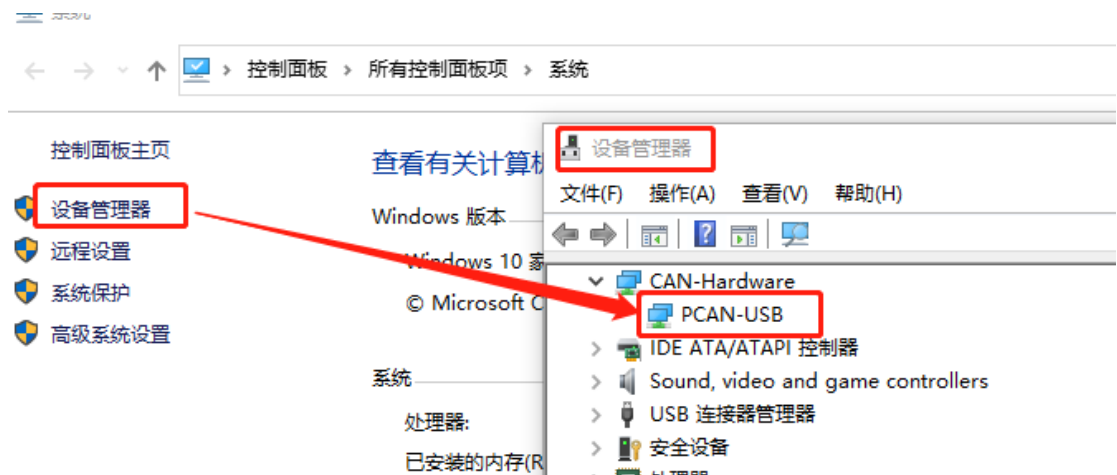 控制面板 › 所有控制面板项 › 系统
控制面板主页
设备管理器
远程设置
系统保护
高级系统设置
查看有关计算机
Windows 版本
Windows 10 家
© Microsoft C
系统
处理器:
已安装的内存(R
设备管理器
文件(F) 操作(A) 查看(V) 帮助(H)
CAN-Hardware
PCAN-USB
IDE ATA/ATAPI 控制器
Sound, video and game controllers
USB 连接器管理器
安全设备